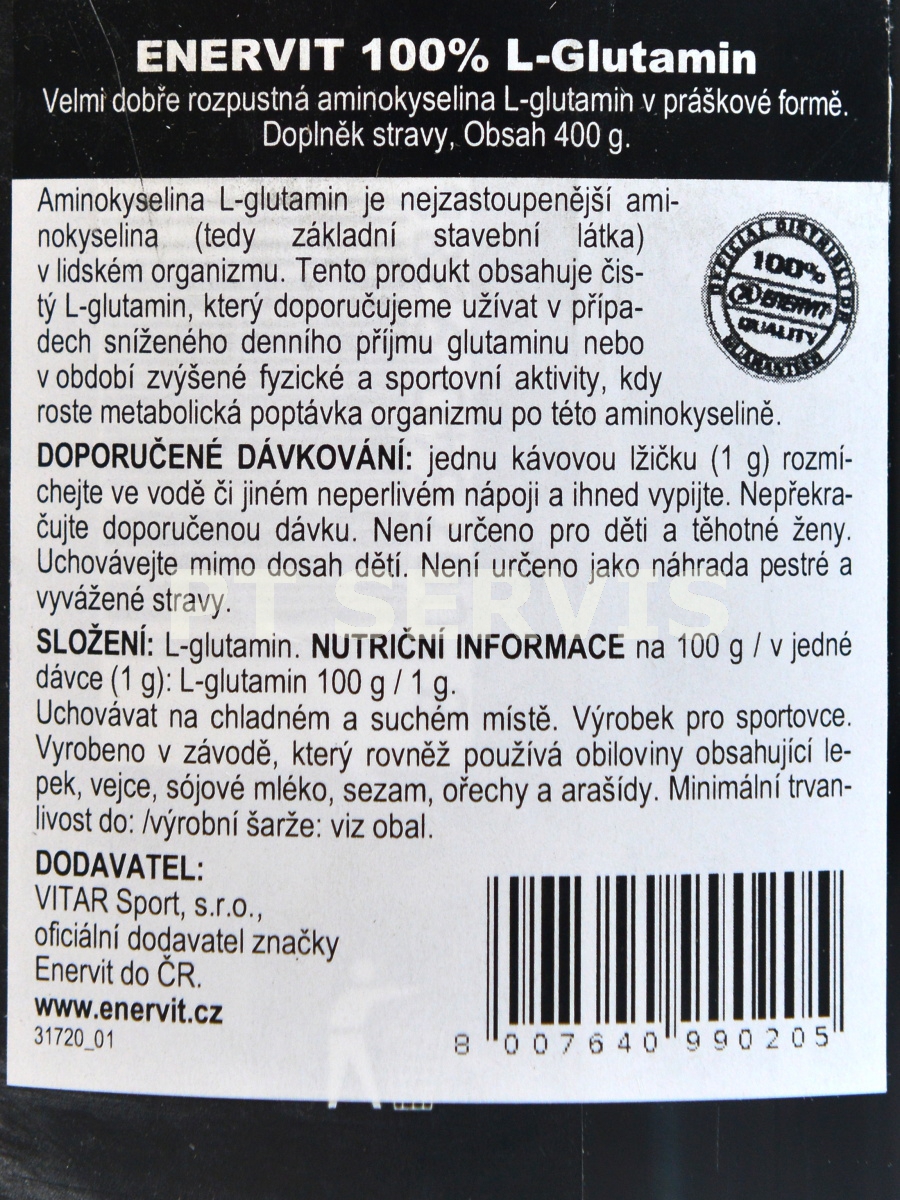 ENERVIT 100% L-Glutamin
Velmi dobře rozpustná aminokyselina L-glutamin v práškové formě.
Doplněk stravy, Obsah 400 g.
Aminokyselina L-glutamin je nejzastoupenější ami-
nokyselina (tedy základní stavební látka)
v lidském organizmu. Tento produkt obsahuje čis-
tý L-glutamin, který doporučujeme užívat v přípa-
dech sníženého denního příjmu glutaminu nebo
v období zvýšené fyzické a sportovní aktivity, kdy
roste metabolická poptávka organizmu po této aminokyselině.
OFFICIAL DISTRIBUTOR
100%
ENERVIT
QUALITY
GUARANTEED
DOPORUČENÉ DÁVKOVÁNÍ: jednu kávovou lžičku (1 g) rozmí-
chejte ve vodě či jiném neperlivém nápoji a ihned vypijte. Nepřekra-
čujte doporučenou dávku. Není určeno pro děti a těhotné ženy.
Uchovávejte mimo dosah dětí. Není určeno jako náhrada pestré a
vyvážené stravy.
PT SERVIS
SLOŽENÍ: L-glutamin. NUTRIČNÍ INFORMACE na 100 g / v jedné
dávce (1 g): L-glutamin 100 g / 1 g.
Uchovávat na chladném a suchém místě. Výrobek pro sportovce.
Vyrobeno v závodě, který rovněž používá obiloviny obsahující le-
pek, vejce, sójové mléko, sezam, ořechy a arašídy. Minimální trvan-
livost do: /výrobní šarže: viz obal.
DODAVATEL:
VITAR Sport, s.r.o.,
oficiální dodavatel značky
Enervit do ČR.
www.enervit.cz
31720_01
8 007640 990205